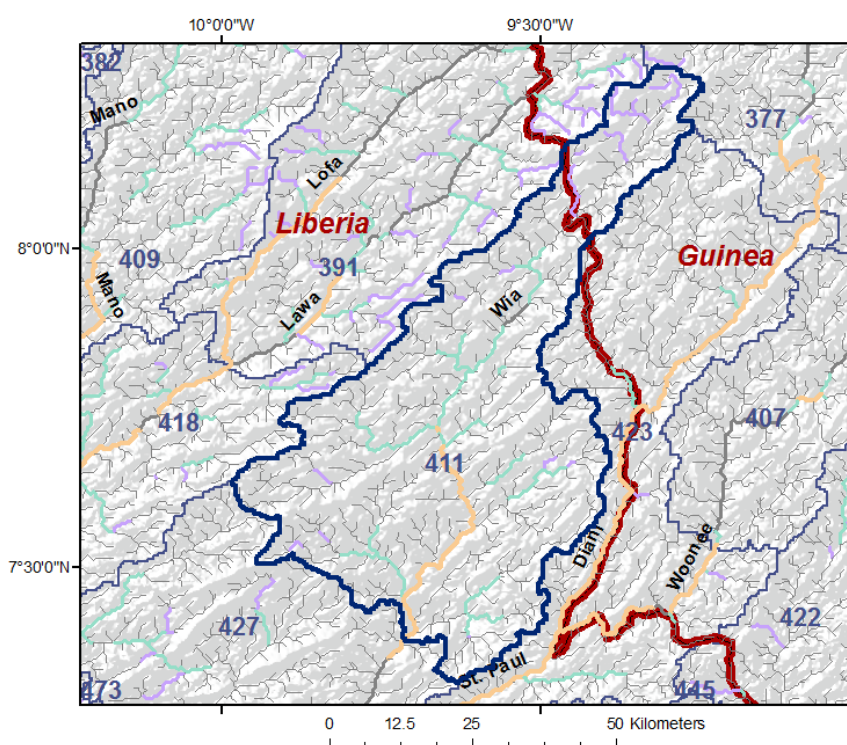 10°0'0"W 9°30'0"W
382
Mano
377
Lofa
Liberia
8°0'0"N
409
391
Guinea
Mano
Lawa
Wia
418
423
407
411
Diani
Woonee
7°30'0"N
427
422
St. Paul
473
445
0 12.5 25 50 Kilometers